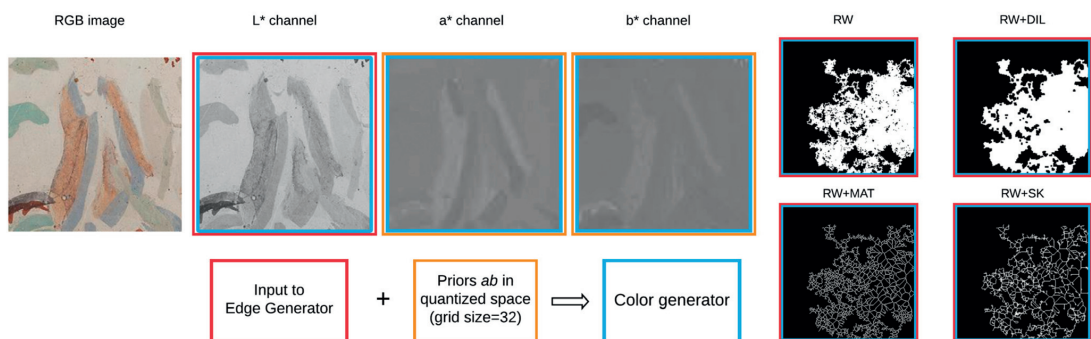 RGB image
L* channel
a* channel
b* channel
RW
RW+DIL
RW+MAT
RW+SK
Input to
Edge Generator
+
Priors ab in
quantized space
(grid size=32)
Color generator